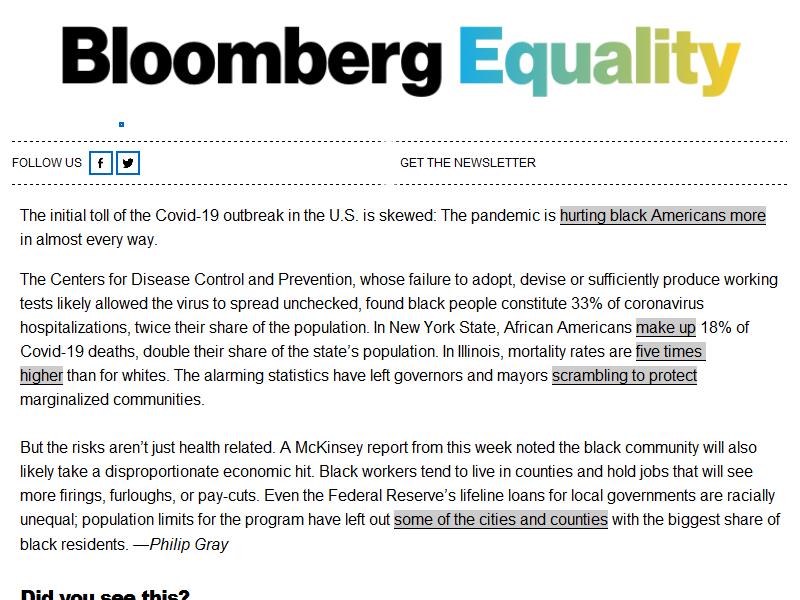 Bloomberg Equality
FOLLOW US
GET THE NEWSLETTER
The initial toll of the Covid-19 outbreak in the U.S. is skewed: The pandemic is hurting black Americans more
in almost every way.
The Centers for Disease Control and Prevention, whose failure to adopt, devise or sufficiently produce working
tests likely allowed the virus to spread unchecked, found black people constitute 33% of coronavirus
hospitalizations, twice their share of the population. In New York State, African Americans make up 18% of
Covid-19 deaths, double their share of the state’s population. In Illinois, mortality rates are five times
higher than for whites. The alarming statistics have left governors and mayors scrambling to protect
marginalized communities.
But the risks aren’t just health related. A McKinsey report from this week noted the black community will also
likely take a disproportionate economic hit. Black workers tend to live in counties and hold jobs that will see
more firings, furloughs, or pay-cuts. Even the Federal Reserve’s lifeline loans for local governments are racially
unequal; population limits for the program have left out some of the cities and counties with the biggest share of
black residents. —Philip Gray
Did you see this?